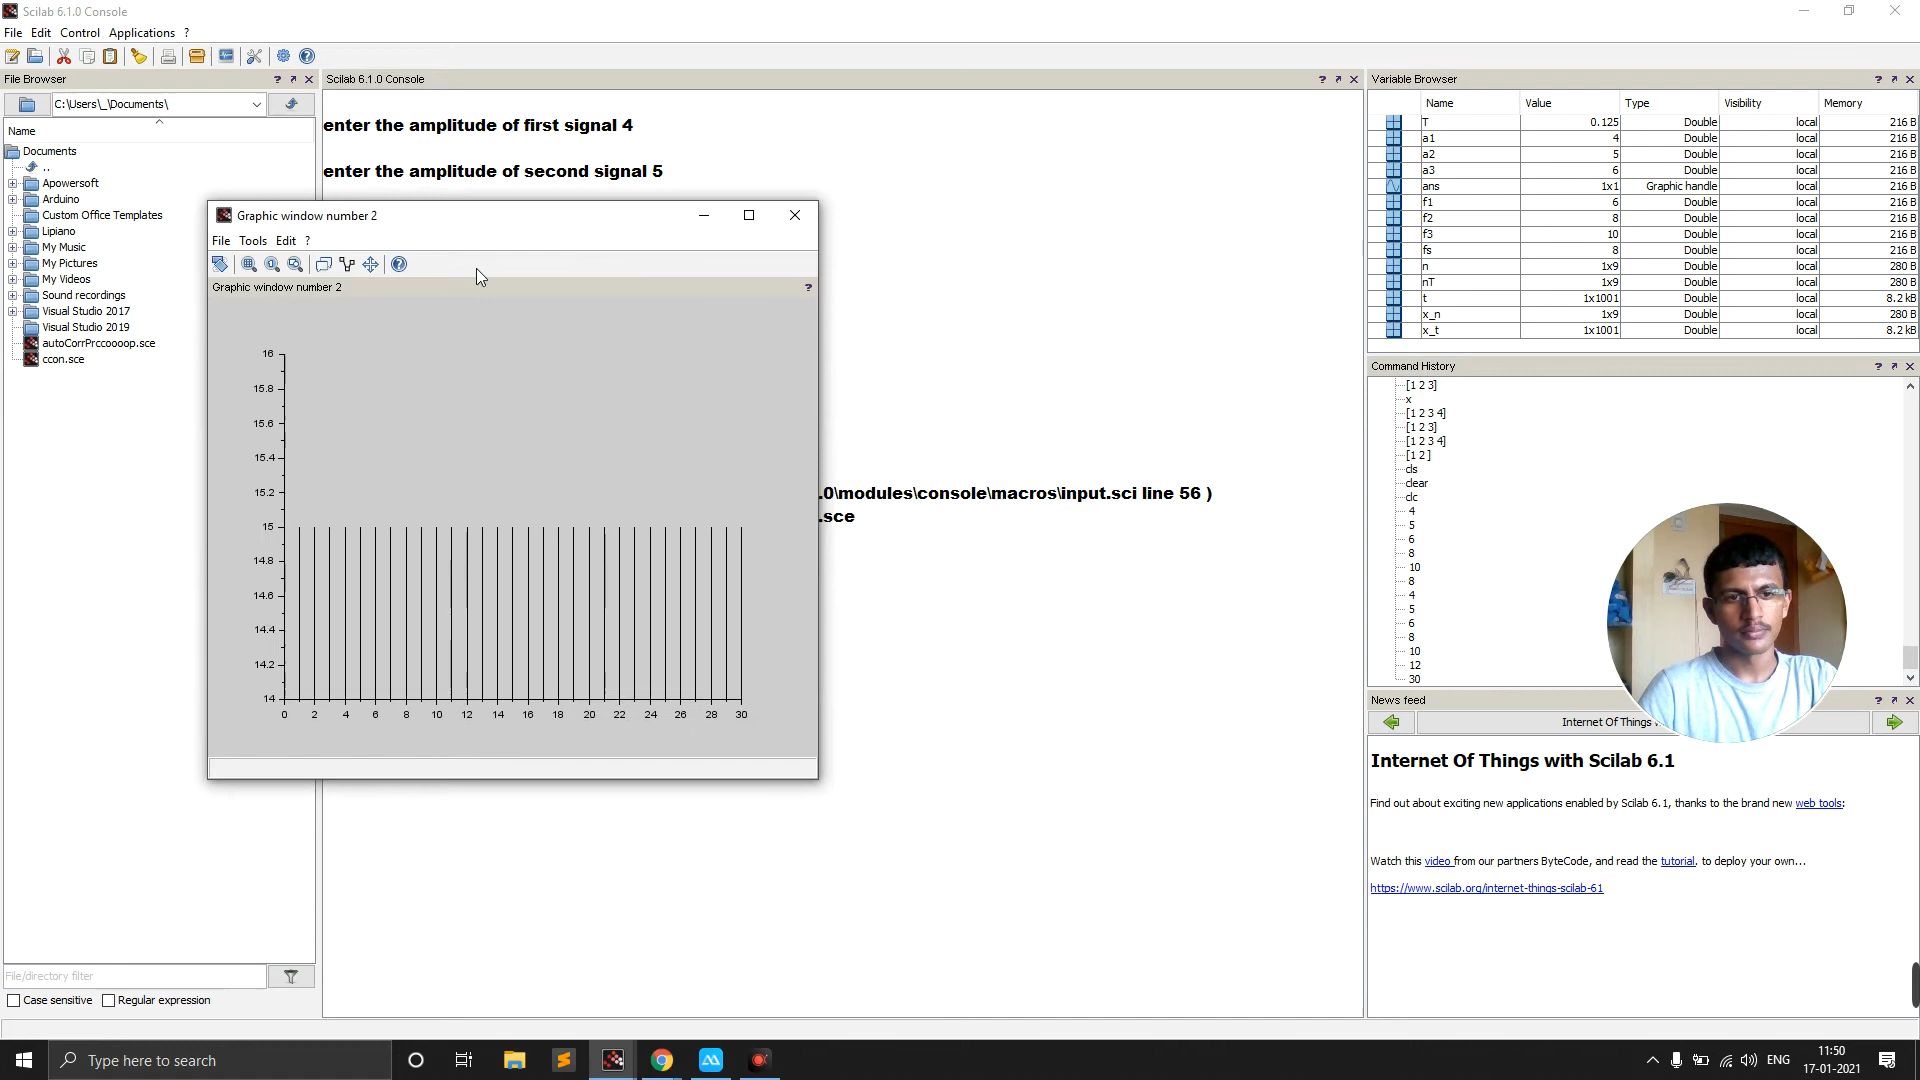 Scilab 6.1.0 Console
File Edit Control Applications ?
File Browser ? ↗ ×
C:\Users\_\Documents\
Name
Documents
..
Apowersoft
Arduino
Custom Office Templates
Lipiano
My Music
My Pictures
My Videos
Sound recordings
Visual Studio 2017
Visual Studio 2019
autoCorrPrccoooop.sce
ccon.sce
File/directory filter
Case sensitive Regular expression
Scilab 6.1.0 Console ?
enter the amplitude of first signal 4
enter the amplitude of second signal 5
.0\modules\console\macros\input.sci line 56 )
.sce
Graphic window number 2
File Tools Edit ?
Graphic window number 2 ?
16
15.8
15.6
15.4
15.2
15
14.8
14.6
14.4
14.2
14
0 2 4 6 8 10 12 14 16 18 20 22 24 26 28 30
Variable Browser ?
Name Value Type Visibility Memory
T 0.125 Double local 216 B
a1 4 Double local 216 B
a2 5 Double local 216 B
a3 6 Double local 216 B
ans 1x1 Graphic handle local 216 B
f1 6 Double local 216 B
f2 8 Double local 216 B
f3 10 Double local 216 B
fs 8 Double local 216 B
n 1x9 Double local 280 B
nT 1x9 Double local 280 B
t 1x1001 Double local 8.2 kB
x_n 1x9 Double local 280 B
x_t 1x1001 Double local 8.2 kB
Command History ?
[1 2 3]
x
[1 2 3 4]
[1 2 3]
[1 2 3 4]
[1 2 ]
cls
clear
clc
4
5
6
8
10
8
4
5
6
8
10
12
30
News feed ?
Internet Of Things
Internet Of Things with Scilab 6.1
Find out about exciting new applications enabled by Scilab 6.1, thanks to the brand new web tools:
Watch this video from our partners ByteCode, and read the tutorial. to deploy your own...
https://www.scilab.org/internet-things-scilab-61
Type here to search
ENG
11:50
17-01-2021